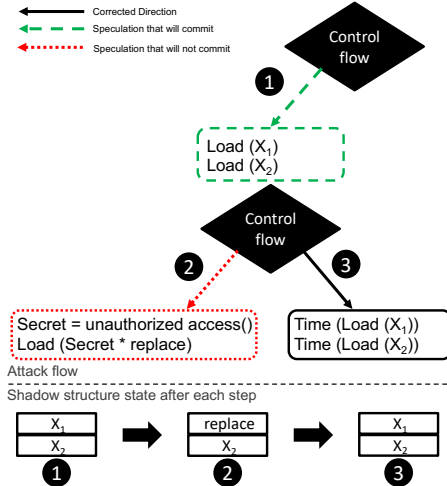 Corrected Direction
Speculation that will commit
Speculation that will not commit
Control
flow
1
Load (X₁)
Load (X₂)
Control
flow
2
3
Secret = unauthorized access()
Load (Secret * replace)
Time (Load (X₁))
Time (Load (X₂))
Attack flow
Shadow structure state after each step
X₁
X₂
replace
X₂
X₁
X₂
1
2
3